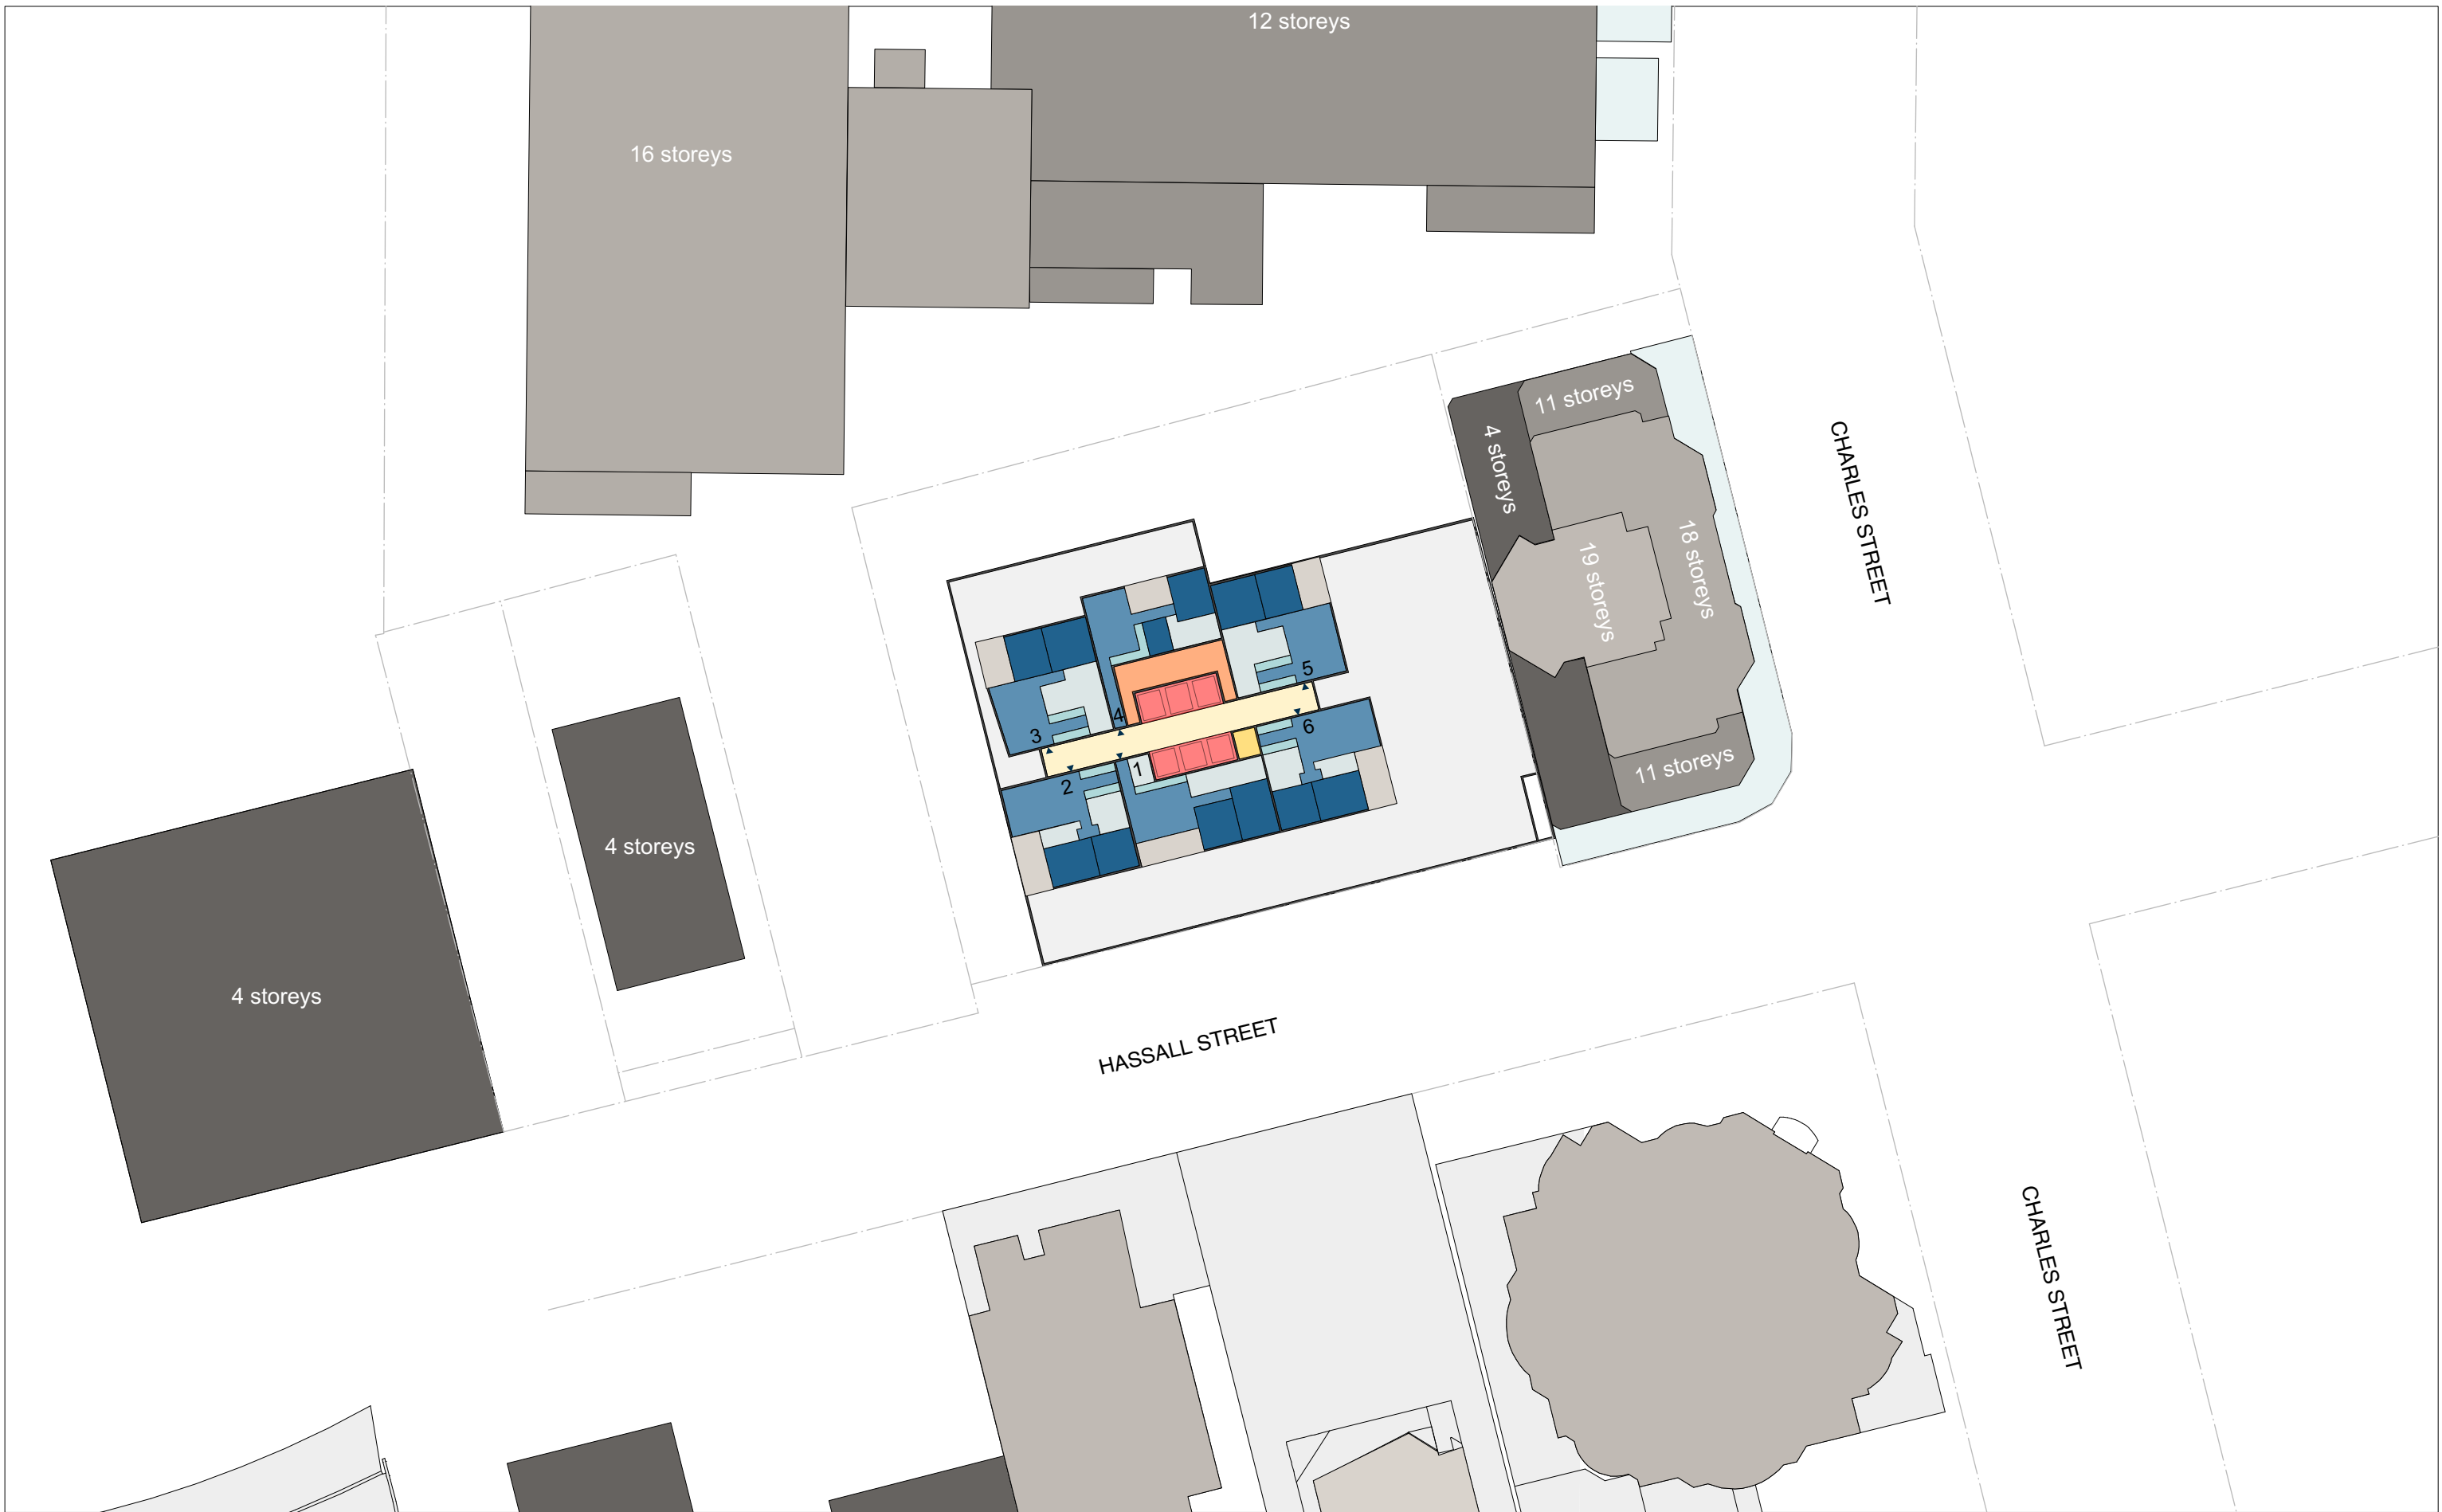 12 storeys
16 storeys
11 storeys
4 storeys
CHARLES STREET
18 storeys
19 storeys
5
4
6
3
1
2
11 storeys
4 storeys
4 storeys
HASSALL STREET
CHARLES STREET